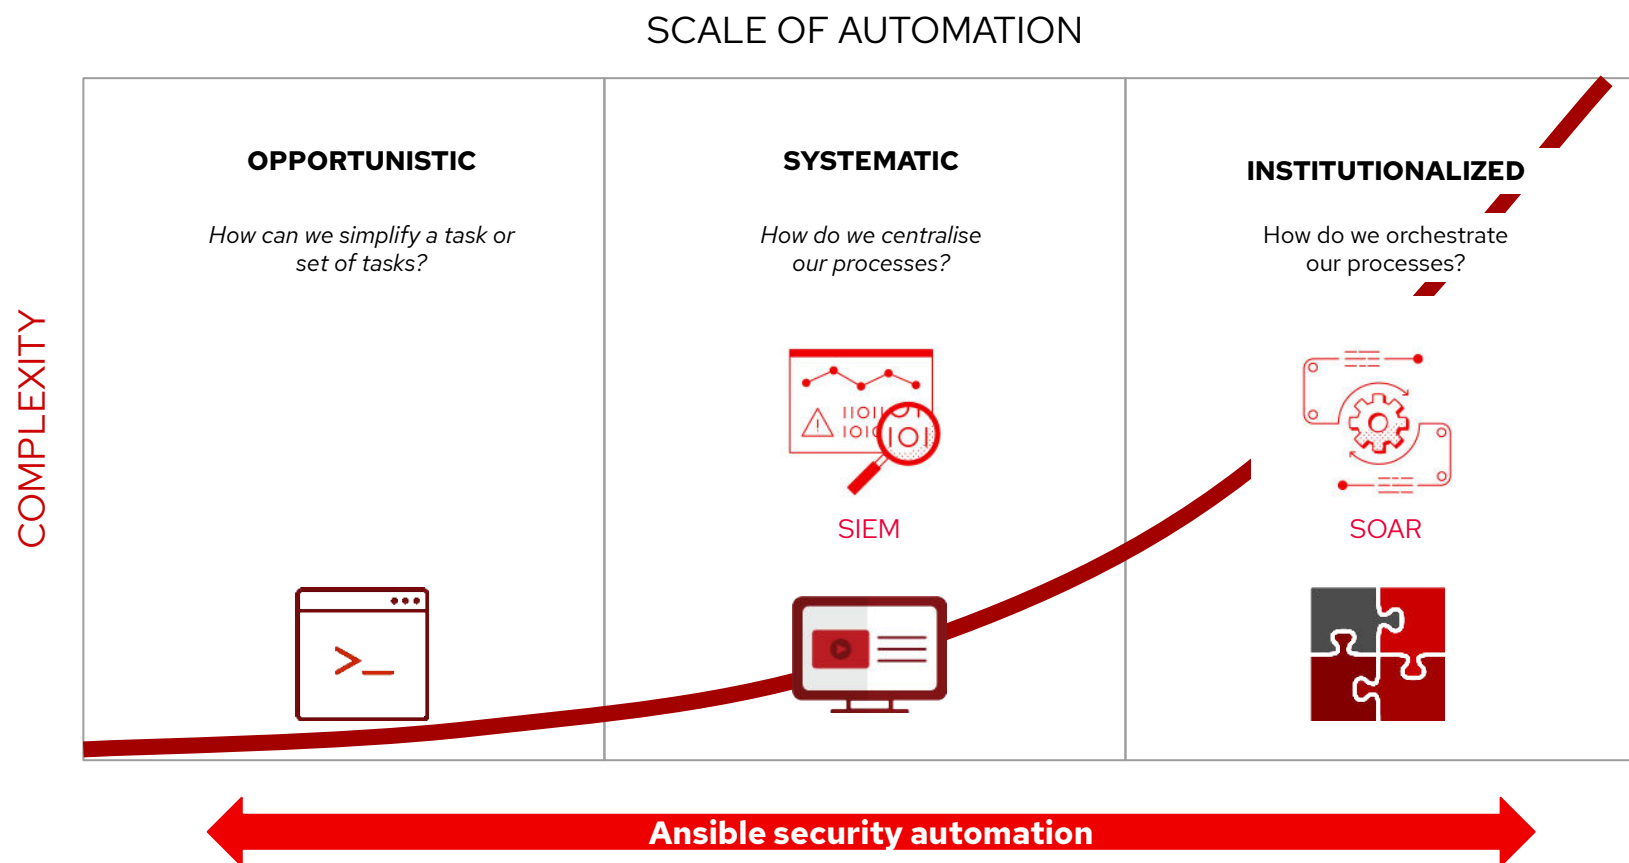 SCALE OF AUTOMATION
COMPLEXITY
OPPORTUNISTIC
How can we simplify a task or
set of tasks?
SYSTEMATIC
How do we centralise
our processes?
SIEM
INSTITUTIONALIZED
How do we orchestrate
our processes?
SOAR
Ansible security automation